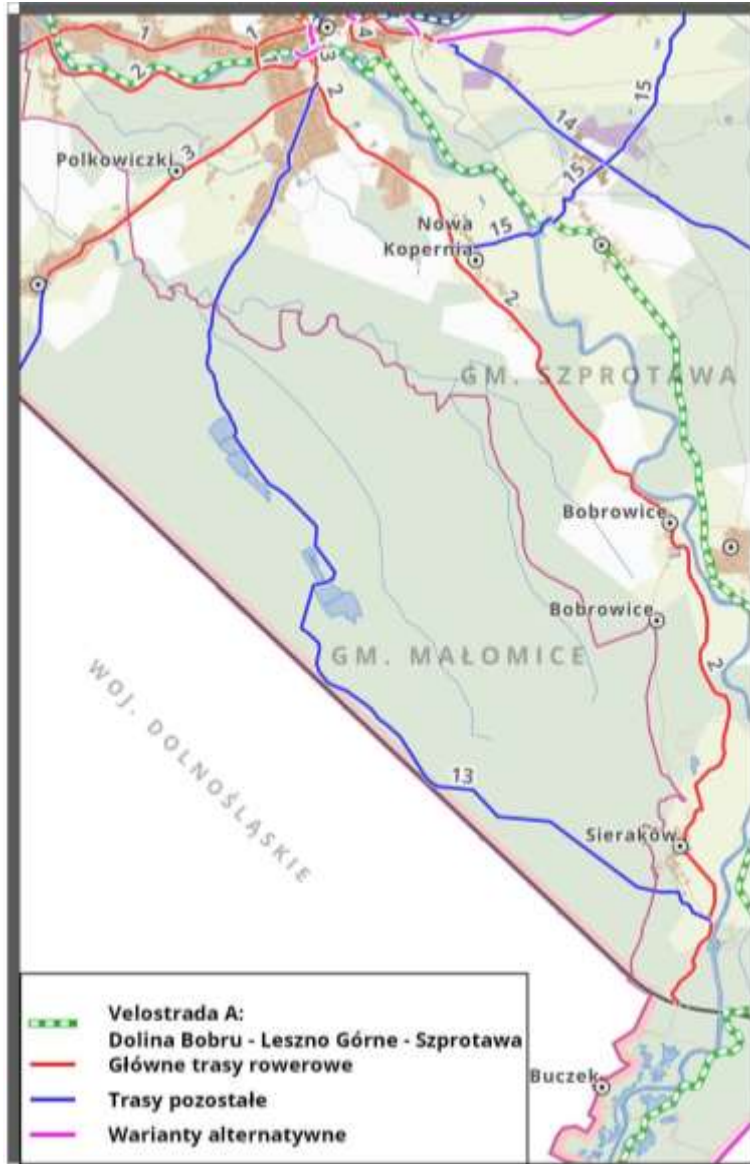 1
1
4
3
2
1
2
15
14
Polkowiczki
3
15
Nowa
Kopernia
15
2
GM. SZPROTAWA
Bobrowice
Bobrowice
GM. MAŁOMICE
2
WOJ. DOLNOŚLĄSKIE
13
Sieraków
Velostrada A:
Dolina Bobru - Leszno Górne - Szprotawa
Główne trasy rowerowe
Buczek
Trasy pozostałe
Warianty alternatywne